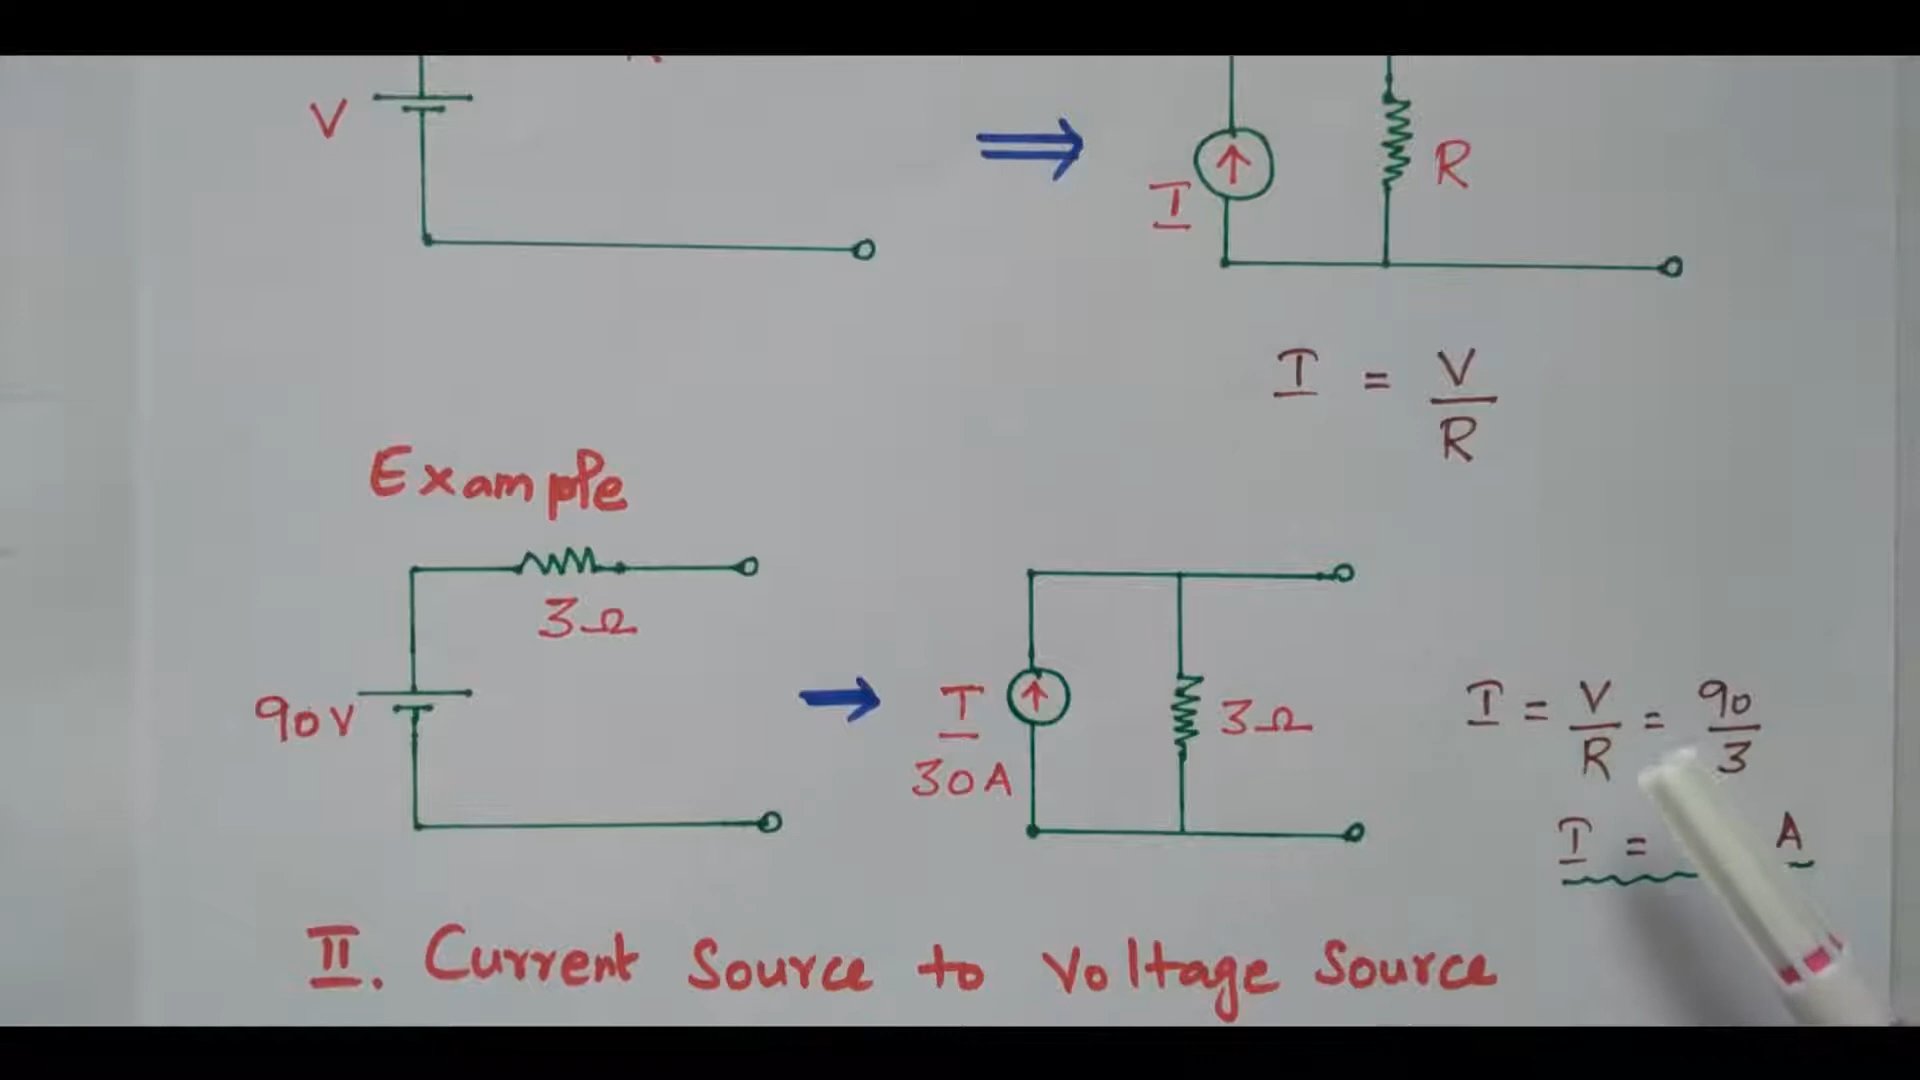 V
I
R
I = V/R
Example
3Ω
90V
I
30A
3Ω
I = V/R = 90/3
I = A
II. Current Source to Voltage Source